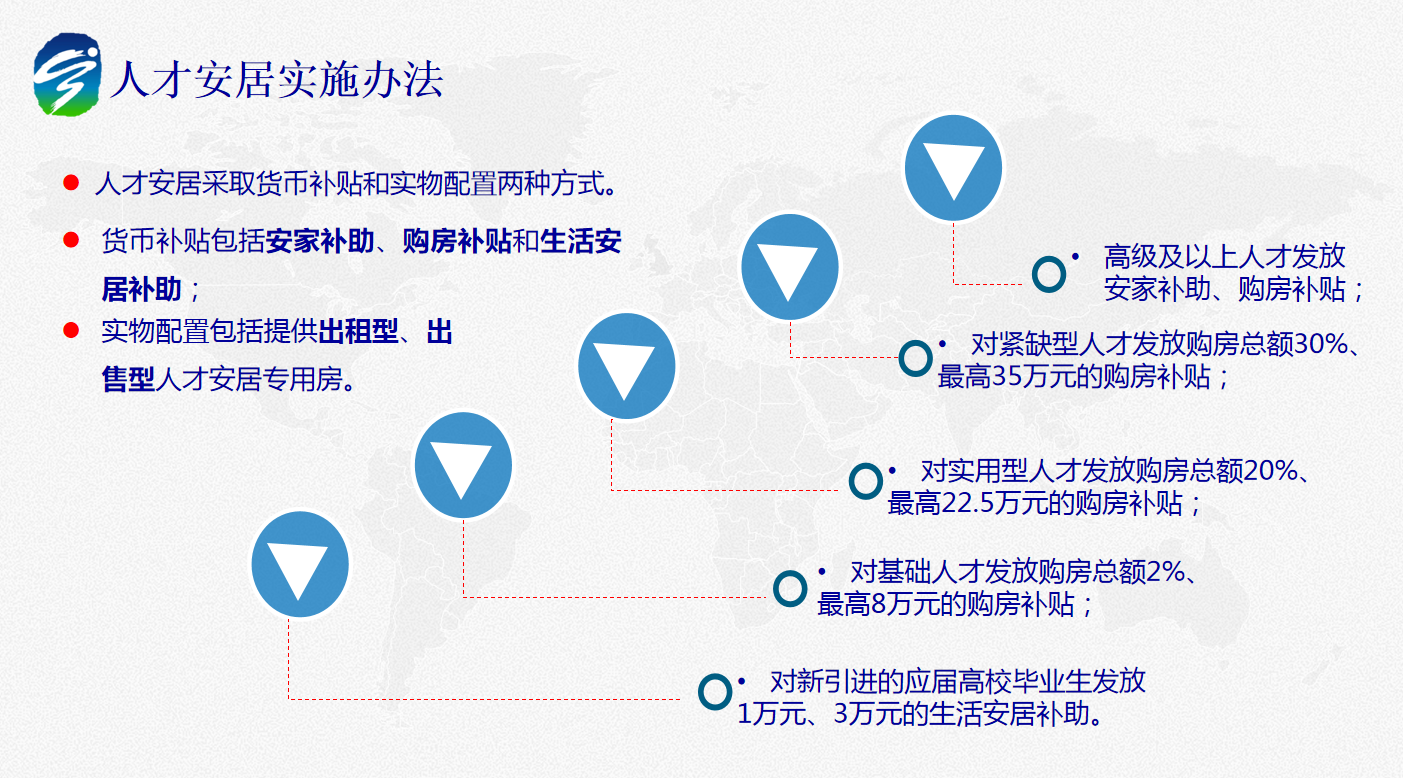 人才安居实施办法
人才安居采取货币补贴和实物配置两种方式。
货币补贴包括安家补助、购房补贴和生活安
居补助；
实物配置包括提供出租型、出
售型人才安居专用房。
• 高级及以上人才发放
安家补助、购房补贴；
• 对紧缺型人才发放购房总额30%、
最高35万元的购房补贴；
• 对实用型人才发放购房总额20%、
最高22.5万元的购房补贴；
• 对基础人才发放购房总额2%、
最高8万元的购房补贴；
• 对新引进的应届高校毕业生发放
1万元、3万元的生活安居补助。